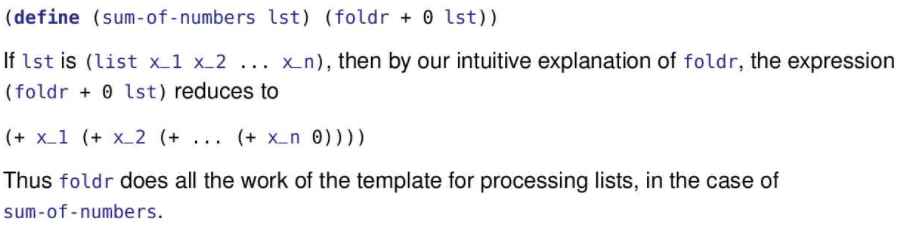 (define (sum-of-numbers lst) (foldr + 0 lst))
If lst is (list x_1 x_2 ... x_n), then by our intuitive explanation of foldr, the expression
(foldr + 0 lst) reduces to
(+ x_1 (+ x_2 (+ ... (+ x_n 0))))
Thus foldr does all the work of the template for processing lists, in the case of
sum-of-numbers.